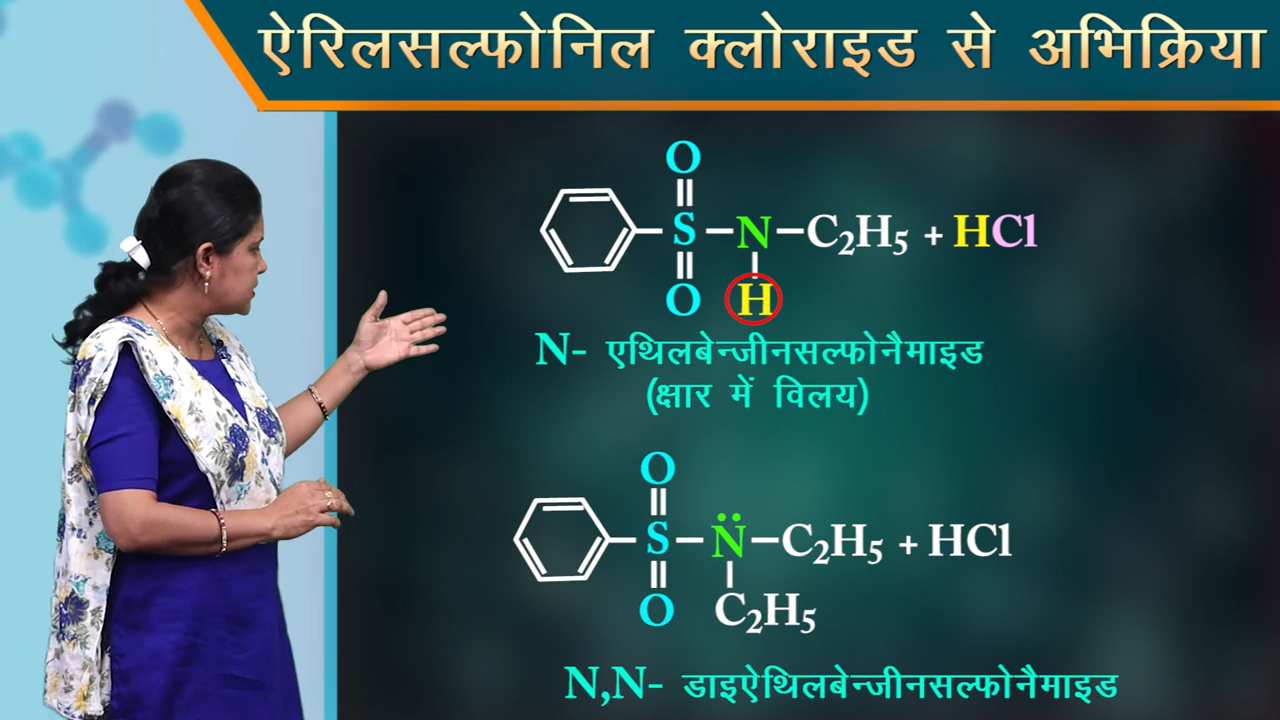 ऐरिलसल्फोनिल क्लोराइड से अभिक्रिया
O
S – N – C₂H₅ + HCl
O H
N- एथिलबेन्जीनसल्फोनैमाइड
(क्षार में विलय)
O
S – N̈ – C₂H₅ + HCl
O C₂H₅
N,N- डाइऐथिलबेन्जीनसल्फोनैमाइड